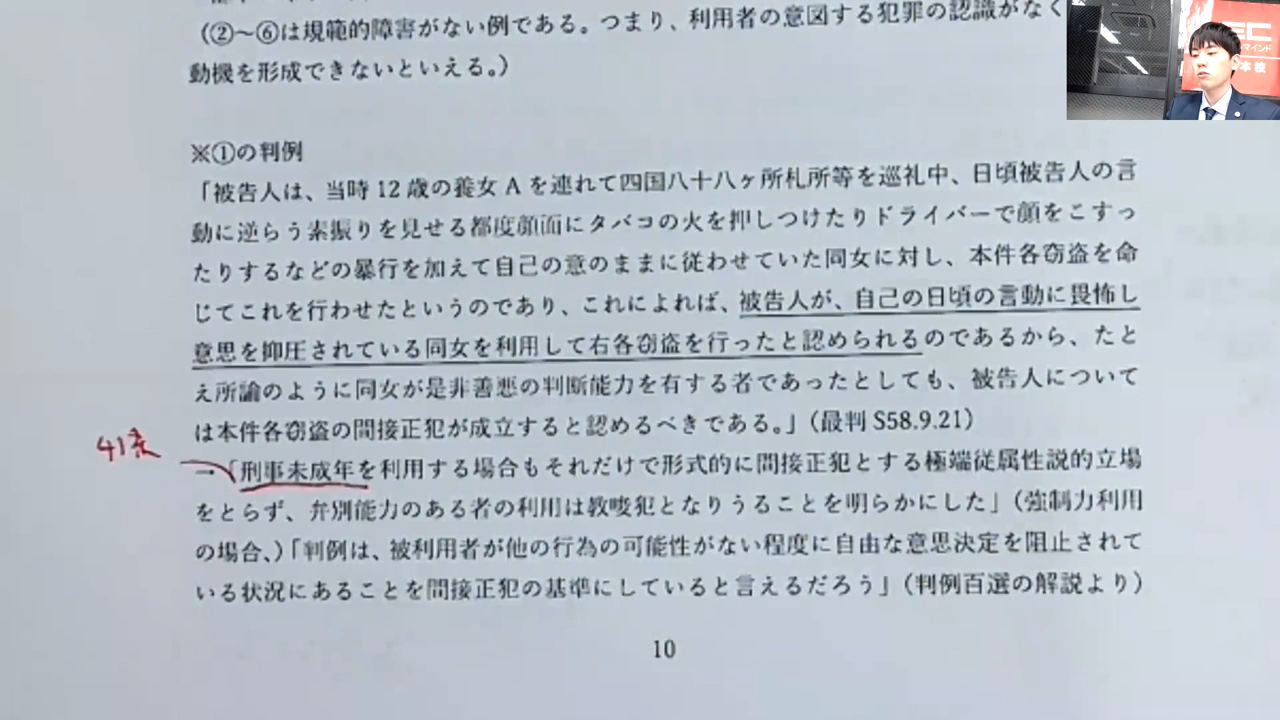 (②～⑥は規範的障害がない例である。つまり、利用者の意図する犯罪の認識がなく
動機を形成できないといえる。)
※①の判例
「被告人は、当時12歳の養女Aを連れて四国八十八ヶ所札所等を巡礼中、日頃被告人の言
動に逆らう素振りを見せる都度顔面にタバコの火を押しつけたりドライバーで顔をこすっ
たりするなどの暴行を加えて自己の意のままに従わせていた同女に対し、本件各窃盗を命
じてこれを行わせたというのであり、これによれば、被告人が、自己の日頃の言動に畏怖し
意思を抑圧されている同女を利用して右各窃盗を行ったと認められるのであるから、たと
え所論のように同女が是非善悪の判断能力を有する者であったとしても、被告人について
は本件各窃盗の間接正犯が成立すると認めるべきである。」(最判S58.9.21)
41条
→「刑事未成年を利用する場合もそれだけで形式的に間接正犯とする極端従属性説的立場
をとらず、弁別能力のある者の利用は教唆犯となりうることを明らかにした」(強制力利用
の場合、)「判例は、被利用者が他の行為の可能性がない程度に自由な意思決定を阻止されて
いる状況にあることを間接正犯の基準にしていると言えるだろう」(判例百選の解説より)
10
EC
マインド
本校